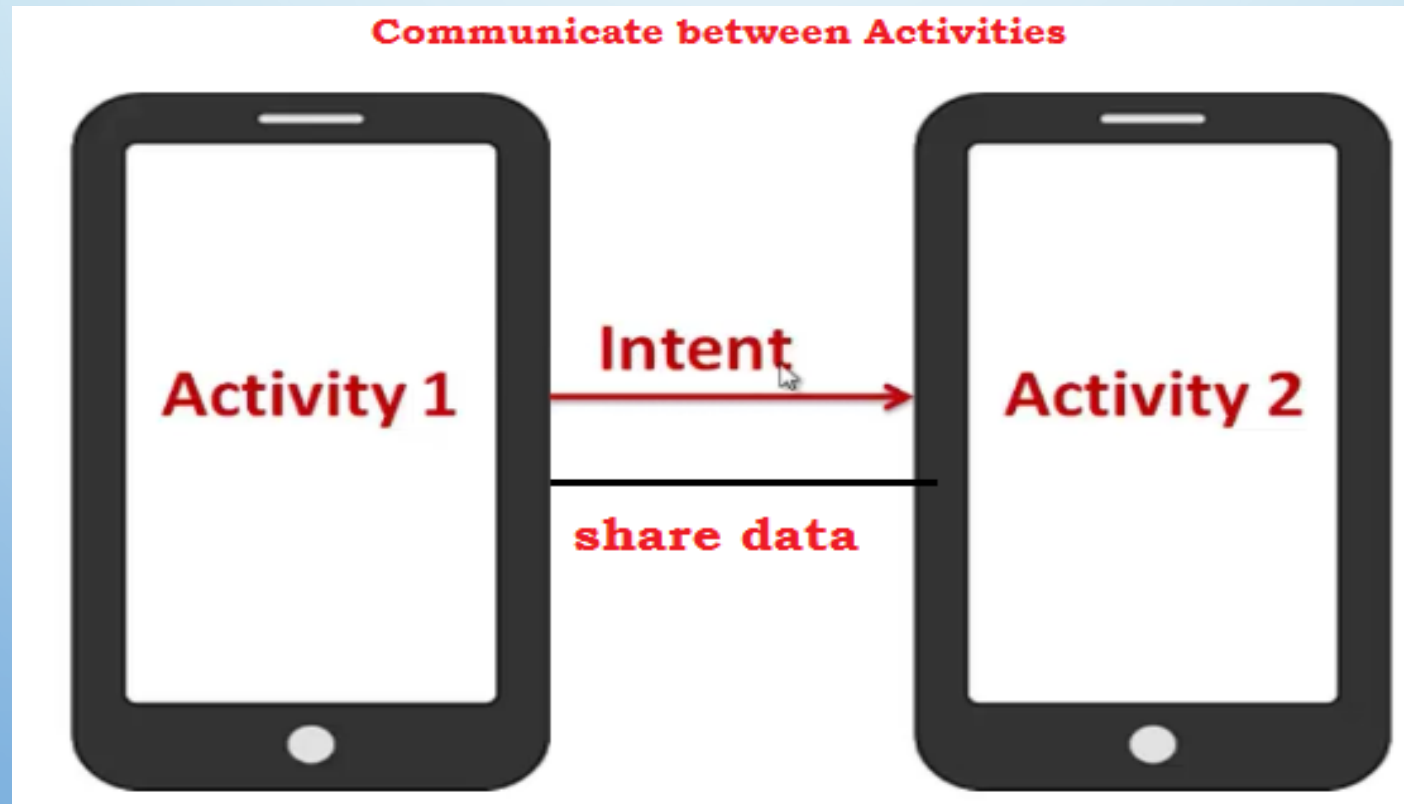 Communicate between Activities
Intent
Activity 1
Activity 2
share data